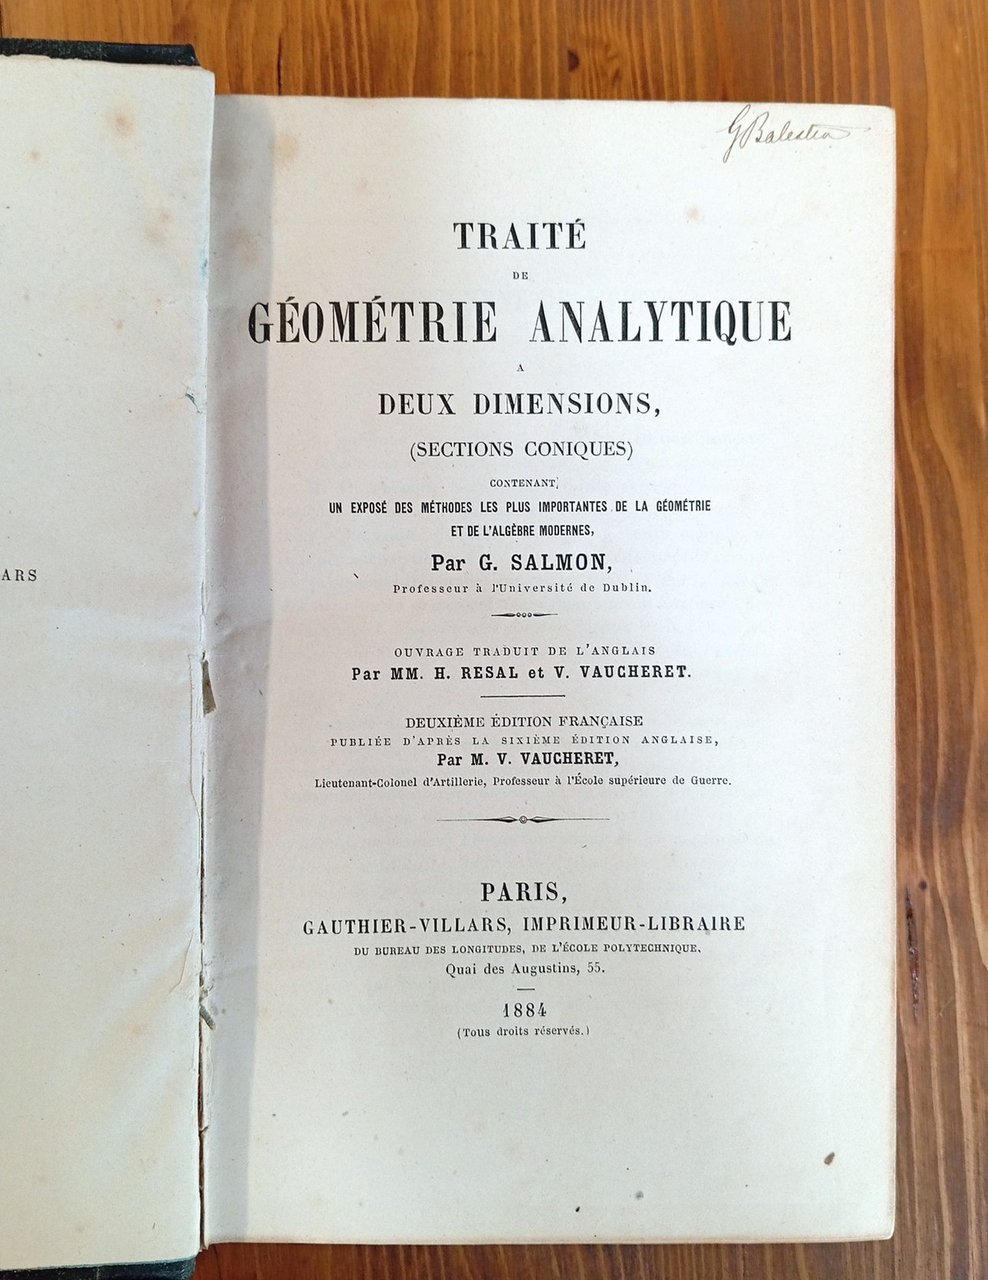 G Balestra
ARS
TRAITÉ
DE
GÉOMÉTRIE ANALYTIQUE
A
DEUX DIMENSIONS,
(SECTIONS CONIQUES)
CONTENANT
UN EXPOSÉ DES MÉTHODES LES PLUS IMPORTANTES DE LA GÉOMÉTRIE
ET DE L'ALGÈBRE MODERNES,
Par G. SALMON,
Professeur à l'Université de Dublin.
OUVRAGE TRADUIT DE L'ANGLAIS
Par MM. H. RESAL et V. VAUCHERET.
DEUXIÈME ÉDITION FRANÇAISE
PUBLIÉE D'APRÈS LA SIXIÈME ÉDITION ANGLAISE,
Par M. V. VAUCHERET,
Lieutenant-Colonel d'Artillerie, Professeur à l'École supérieure de Guerre.
PARIS,
GAUTHIER-VILLARS, IMPRIMEUR-LIBRAIRE
DU BUREAU DES LONGITUDES, DE L'ÉCOLE POLYTECHNIQUE,
Quai des Augustins, 55.
1884
(Tous droits réservés.)